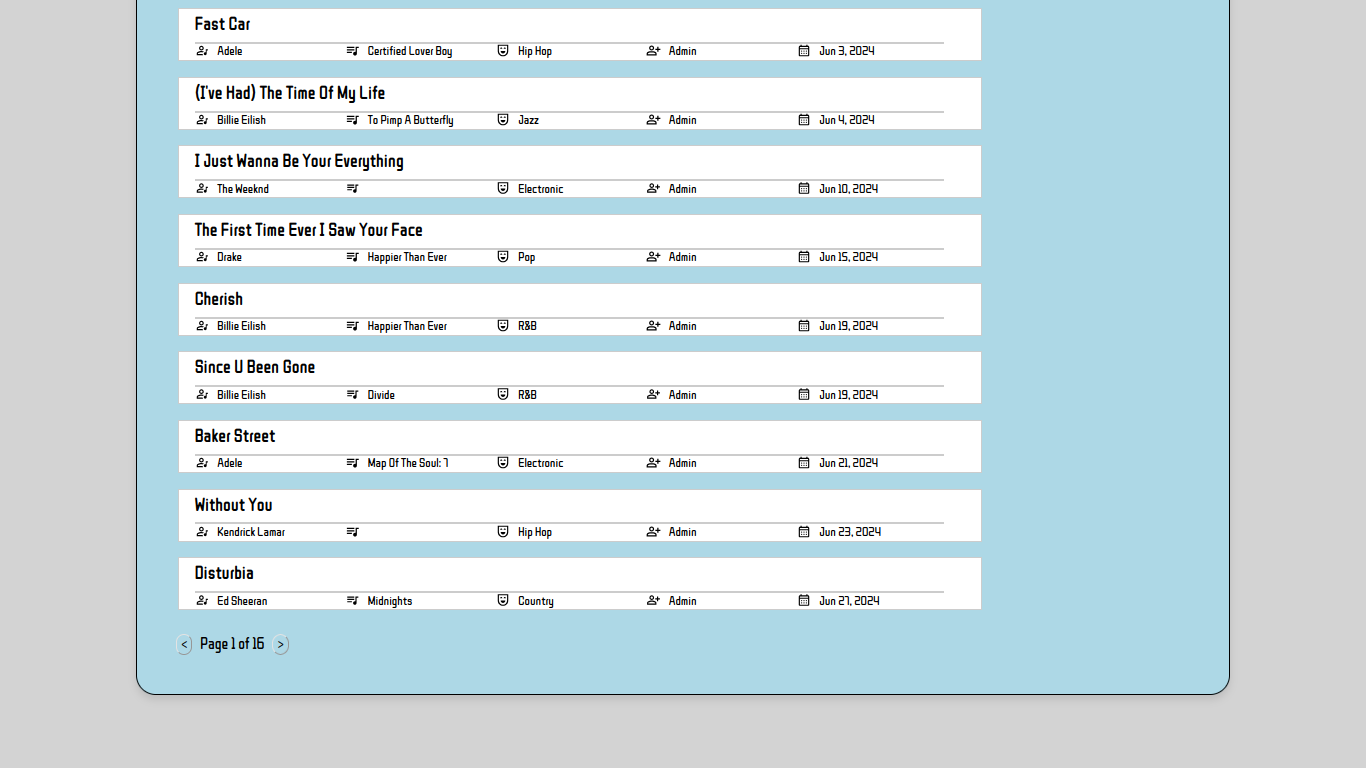 Fast Car
Adele Certified Lover Boy Hip Hop Admin Jun 3, 2024
(I've Had) The Time Of My Life
Billie Eilish To Pimp A Butterfly Jazz Admin Jun 4, 2024
I Just Wanna Be Your Everything
The Weeknd Electronic Admin Jun 10, 2024
The First Time Ever I Saw Your Face
Drake Happier Than Ever Pop Admin Jun 15, 2024
Cherish
Billie Eilish Happier Than Ever R&B Admin Jun 19, 2024
Since U Been Gone
Billie Eilish Divide R&B Admin Jun 19, 2024
Baker Street
Adele Map Of The Soul: 7 Electronic Admin Jun 21, 2024
Without You
Kendrick Lamar Hip Hop Admin Jun 23, 2024
Disturbia
Ed Sheeran Midnights Country Admin Jun 27, 2024
< Page 1 of 16 >